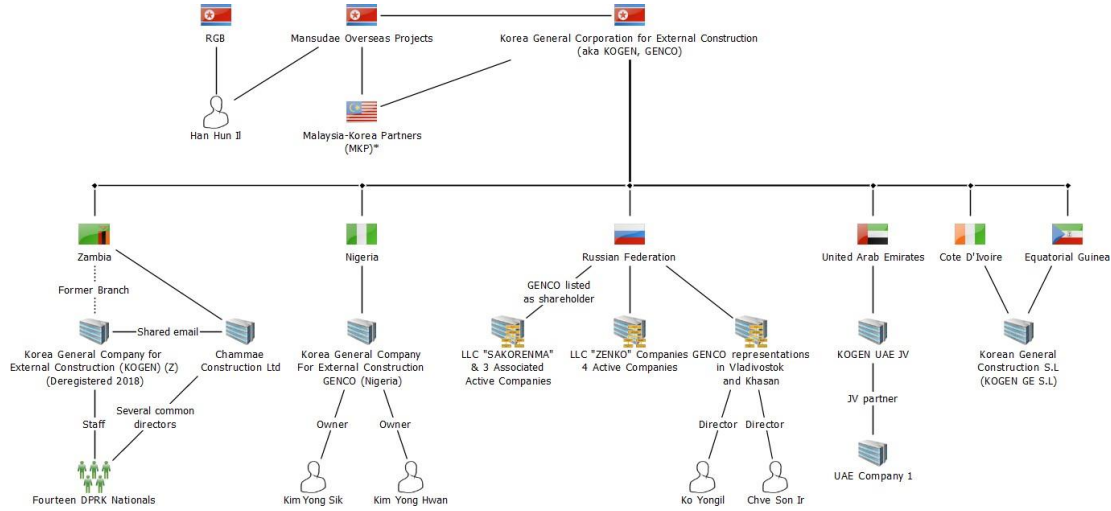 RGB
Mansudae Overseas Projects
Korea General Corporation for External Construction
(aka KOGEN, GENCO)
Han Hun Il
Malaysia-Korea Partners
(MKP)*
Zambia
Nigeria
Russian Federation
United Arab Emirates
Cote D'Ivoire
Equatorial Guinea
Former Branch
GENCO listed
as shareholder
Shared email
Korea General Company for
External Construction (KOGEN) (Z)
(Deregistered 2018)
Chammae
Construction Ltd
Korea General Company
For External Construction
GENCO (Nigeria)
LLC "SAKORENMA"
& 3 Associated
Active Companies
LLC "ZENKO" Companies
4 Active Companies
GENCO representations
in Vladivostok
and Khasan
KOGEN UAE JV
Korean General
Construction S.L
(KOGEN GE S.L)
Staff
Several common
directors
Owner
Owner
Director
Director
JV partner
Fourteen DPRK Nationals
Kim Yong Sik
Kim Yong Hwan
Ko Yongil
Chve Son Ir
UAE Company 1